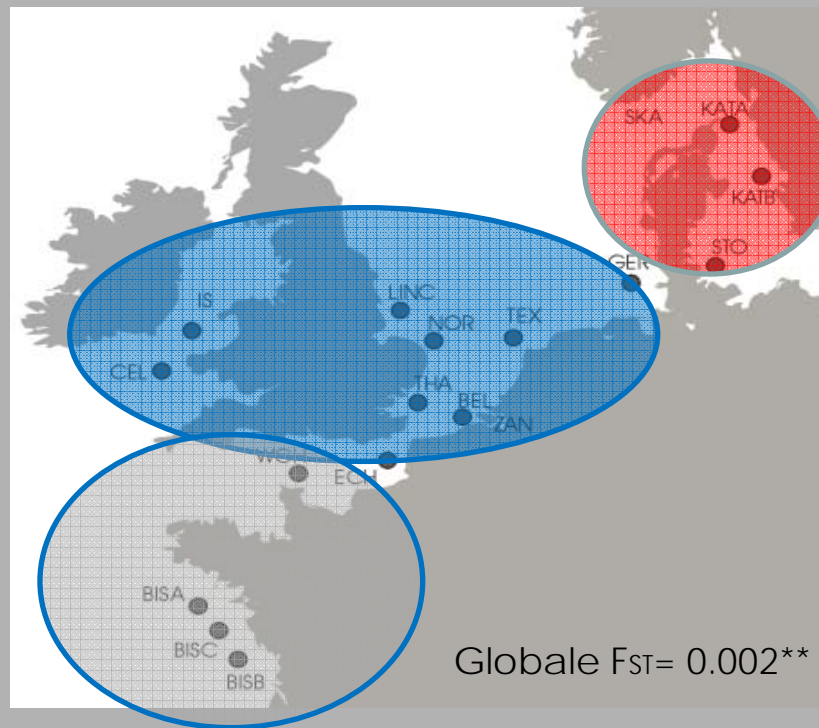 SKA
KATA
KATB
STO
GER
IS
LINC
NOR
TEX
CEL
THA
BEL
ZAN
ECH
BISA
BISC
BISB
Globale FST= 0.002**